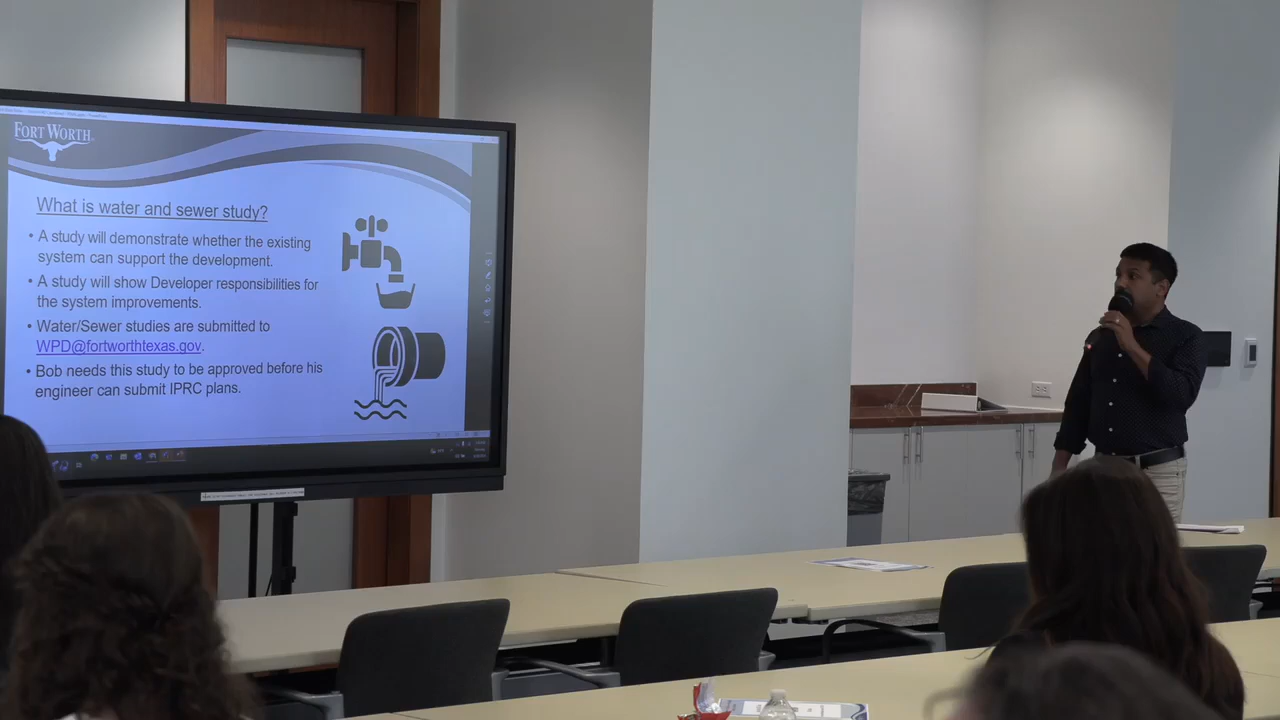 FORT WORTH
What is water and sewer study?
• A study will demonstrate whether the existing
system can support the development.
• A study will show Developer responsibilities for
the system improvements.
• Water/Sewer studies are submitted to
WPD@fortworthtexas.gov.
• Bob needs this study to be approved before his
engineer can submit IPRC plans.